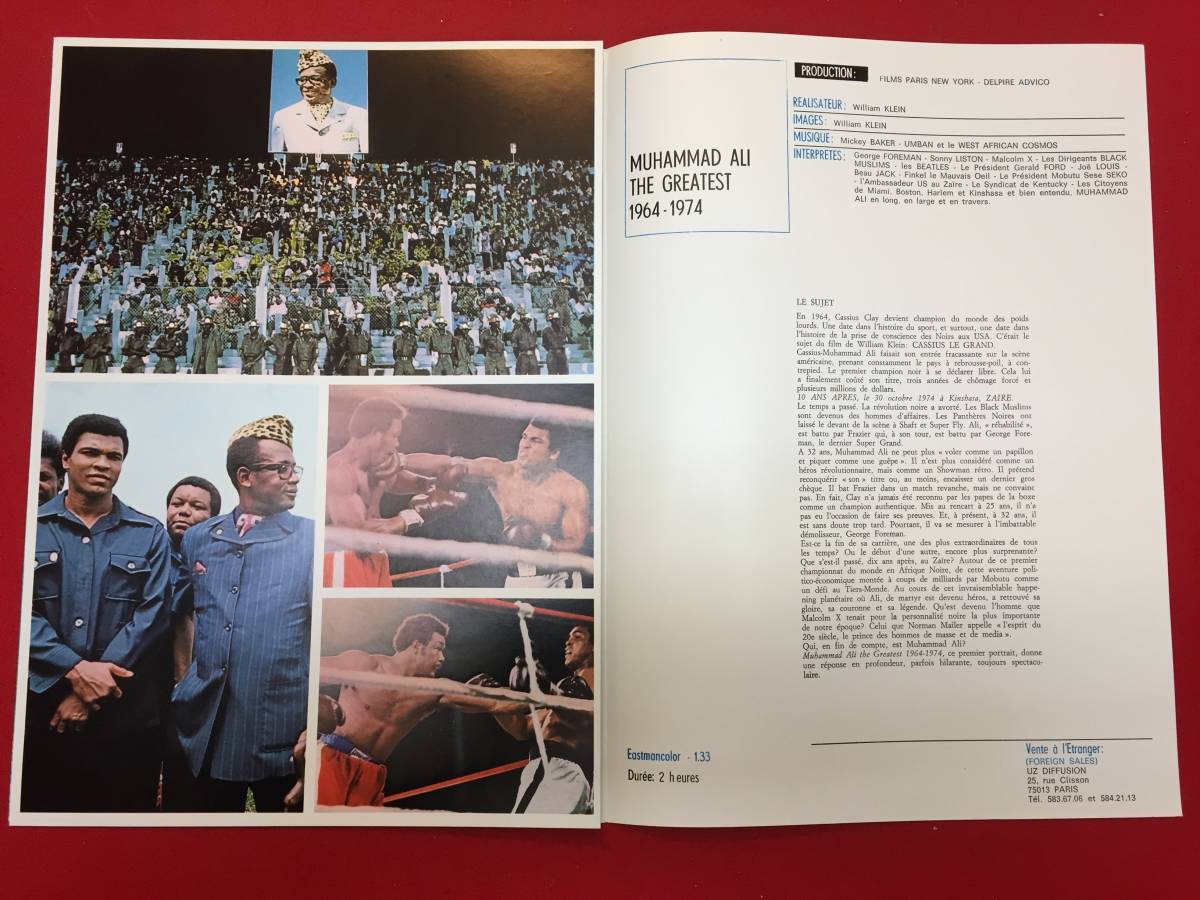 MUHAMMAD ALI
THE GREATEST
1964-1974
PRODUCTION: FILMS PARIS NEW YORK - DELPIRE ADVICO
REALISATEUR: William KLEIN
IMAGES: William KLEIN
MUSIQUE: Mickey BAKER - UMBAN et le WEST AFRICAN COSMOS
INTERPRETES: George FOREMAN - Sonny LISTON - Malcolm X - Les Dirigeants BLACK
MUSLIMS - les BEATLES - Le Président Gerald FORD - Joë LOUIS -
Beau JACK - Finkel le Mauvais Oeil - Le Président Mobutu Sese SEKO
- l'Ambassadeur US au Zaïre - Le Syndicat de Kentucky - Les Citoyens
de Miami, Boston, Harlem et Kinshasa et bien entendu, MUHAMMAD
ALI en long, en large et en travers.
LE SUJET
En 1964, Cassius Clay devient champion du monde des poids
lourds. Une date dans l'histoire du sport, et surtout, une date dans
l'histoire de la prise de conscience des Noirs aux USA. C'était le
sujet du film de William Klein: CASSIUS LE GRAND.
Cassius-Muhammad Ali faisait son entrée fracassante sur la scène
américaine, prenant constamment le pays à rebrousse-poil, à con-
trepied. Le premier champion noir à se déclarer libre. Cela lui
a finalement coûté son titre, trois années de chômage forcé et
plusieurs millions de dollars.
10 ANS APRES, le 30 octobre 1974 à Kinshasa, ZAIRE.
Le temps a passé. La révolution noire a avorté. Les Black Muslims
sont devenus des hommes d'affaires. Les Panthères Noires ont
laissé le devant de la scène à Shaft et Super Fly. Ali, « réhabilité »,
est battu par Frazier qui, à son tour, est battu par George Fore-
man, le dernier Super Grand.
A 32 ans, Muhammad Ali ne peut plus « voler comme un papillon
et piquer comme une guêpe ». Il n'est plus considéré comme un
héros révolutionnaire, mais comme un Showman rétro. Il prétend
reconquérir « son » titre ou, au moins, encaisser un dernier gros
chèque. Il bat Frazier dans un match revanche, mais ne convainc
pas. En fait, Clay n'a jamais été reconnu par les papes de la boxe
comme un champion authentique. Mis au rencart à 25 ans, il n'a
pas eu l'occasion de faire ses preuves. Et, à présent, à 32 ans, il
est sans doute trop tard. Pourtant, il va se mesurer à l'imbattable
démolisseur, George Foreman.
Est-ce la fin de sa carrière, une des plus extraordinaires de tous
les temps? Ou le début d'une autre, encore plus surprenante?
Que s'est-il passé, dix ans après, au Zaïre? Autour de ce premier
championnat du monde en Afrique Noire, de cette aventure poli-
tico-économique montée à coups de milliards par Mobutu comme
un défi au Tiers-Monde. Au cours de cet invraisemblable happe-
ning planétaire où Ali, de martyr est devenu héros, a retrouvé sa
gloire, sa couronne et sa légende. Qu'est devenu l'homme que
Malcolm X tenait pour la personnalité noire la plus importante
de notre époque? Celui que Norman Mailer appelle « l'esprit du
20e siècle, le prince des hommes de masse et de media ».
Qui, en fin de compte, est Muhammad Ali?
Muhammad Ali the Greatest 1964-1974, ce premier portrait, donne
une réponse en profondeur, parfois hilarante, toujours spectacu-
laire.
Eastmancolor - 1.33
Durée: 2 heures
Vente à l'Etranger:
(FOREIGN SALES)
UZ DIFFUSION
25, rue Clisson
75013 PARIS
Tél. 583.67.06 et 584.21.13